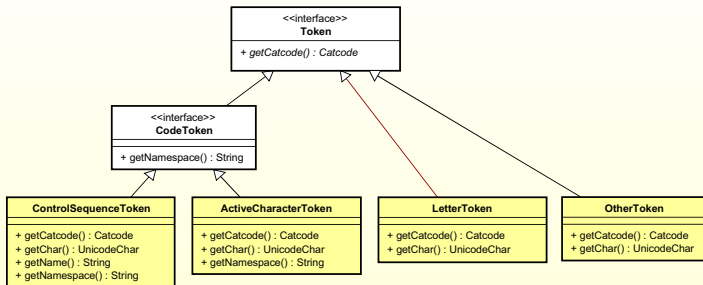 <<interface>>
Token
+ getCatcode() : Catcode
<<interface>>
CodeToken
+ getNamespace() : String
ControlSequenceToken
+ getCatcode() : Catcode
+ getChar() : UnicodeChar
+ getName() : String
+ getNamespace() : String
ActiveCharacterToken
+ getCatcode() : Catcode
+ getChar() : UnicodeChar
+ getNamespace() : String
LetterToken
+ getCatcode() : Catcode
+ getChar() : UnicodeChar
OtherToken
+ getCatcode() : Catcode
+ getChar() : UnicodeChar